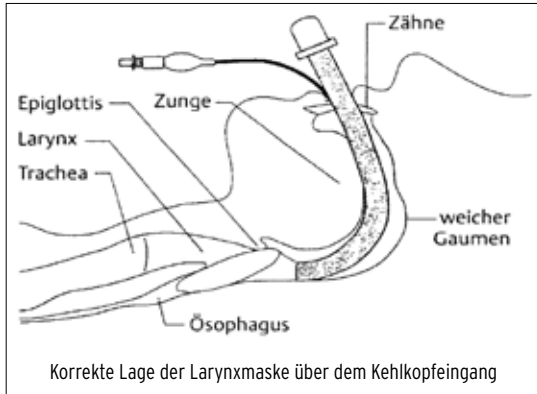 Zähne
Epiglottis
Zunge
Larynx
Trachea
weicher
Gaumen
Ösophagus
Korrekte Lage der Larynxmaske über dem Kehlkopfeingang